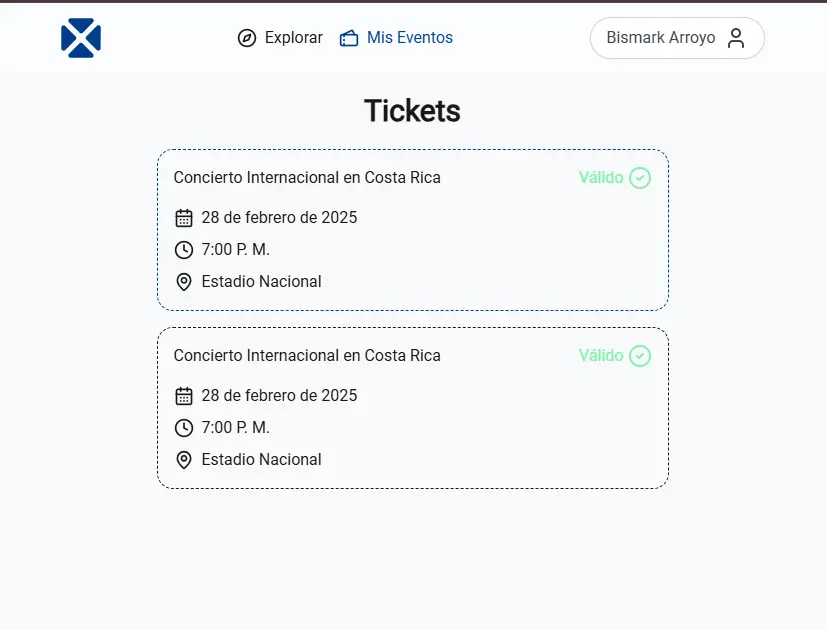 Explorar
Mis Eventos
Bismark Arroyo
Tickets
Concierto Internacional en Costa Rica
Válido
28 de febrero de 2025
7:00 P. M.
Estadio Nacional
Concierto Internacional en Costa Rica
Válido
28 de febrero de 2025
7:00 P. M.
Estadio Nacional